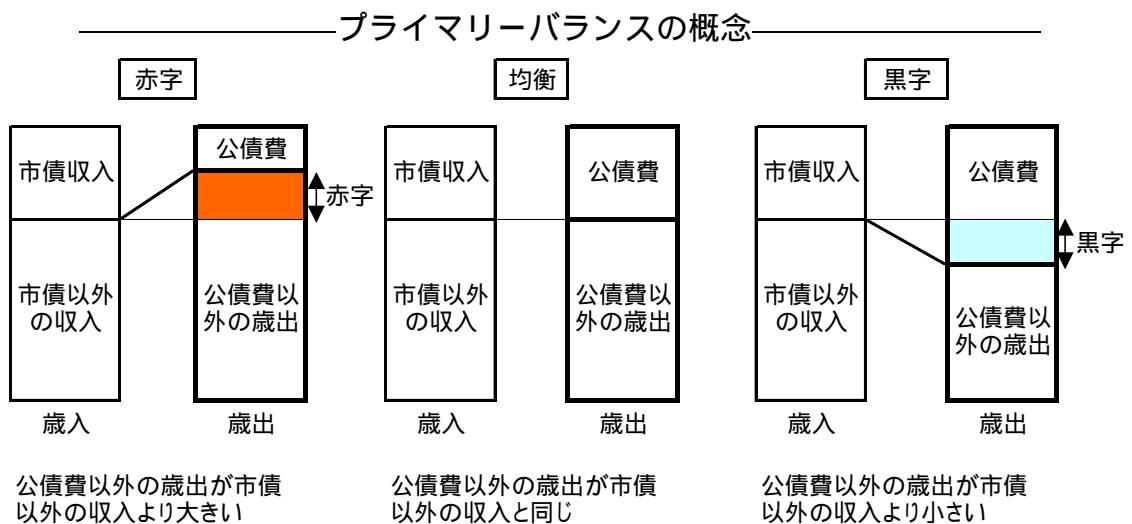 プライマリーバランスの概念
赤字
均衡
黒字
市債収入
市債以外
の収入
歳入
公債費
赤字
公債費以
外の歳出
歳出
市債収入
市債以外
の収入
歳入
公債費
公債費以
外の歳出
歳出
市債収入
市債以外
の収入
歳入
公債費
黒字
公債費以
外の歳出
歳出
公債費以外の歳出が市債
以外の収入より大きい
公債費以外の歳出が市債
以外の収入と同じ
公債費以外の歳出が市債
以外の収入より小さい